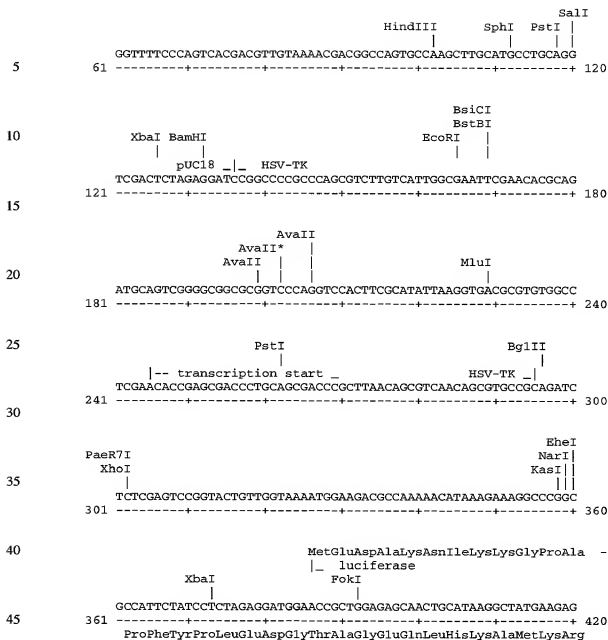 SalI
HindIII SphI PstI |
| | | |
GGTTTTCCCAGTCACGACGTTGTAAAACGACGGCCAGTGCCAAGCTTGCATGCCTGCAGG
5 61 ---------+---------+---------+---------+---------+---------+ 120
BsiCI
BstBI
10 XbaI BamHI EcoRI |
| | | |
pUC18 _|_ HSV-TK
TCGACTCTAGAGGATCCGGCCCCGCCCAGCGTCTTGTCATTGGCGAATTCGAACACGCAG
121 ---------+---------+---------+---------+---------+---------+ 180
15
AvaII
AvaII* |
AvaII | |
20 | | | MluI |
ATGCAGTCGGGGCGGCGCGGTCCCAGGTCCACTTCGCATATTAAGGTGACGCGTGTGGCC
181 ---------+---------+---------+---------+---------+---------+ 240
25 PstI Bg1II
| |
|-- transcription start _ HSV-TK _|
TCGAACACCGAGCGACCCTGCAGCGACCCGCTTAACAGCGTCAACAGCGTGCCGCAGATC
241 ---------+---------+---------+---------+---------+---------+ 300
30
EheI
PaeR7I NarI|
XhoI KasI||
35 | |||
TCTCGAGTCCGGTACTGTTGGTAAAATGGAAGACGCCAAAAACATAAAGAAAGGCCCGGC
301 ---------+---------+---------+---------+---------+---------+ 360
40 MetGluAspAlaLysAsnIleLysLysGlyProAla -
|_ luciferase
XbaI FokI
| |
GCCATTCTATCCTCTAGAGGATGGAACCGCTGGAGAGCAACTGCATAAGGCTATGAAGAG
45 361 ---------+---------+---------+---------+---------+---------+ 420
ProPheTyrProLeuGluAspGlyThrAlaGlyGluGlnLeuHisLysAlaMetLysArg